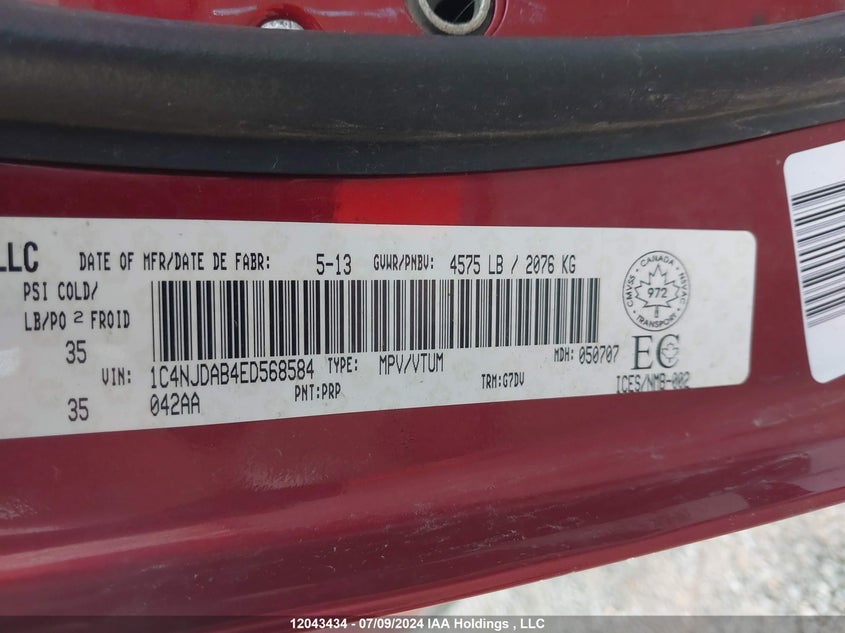 LLC DATE OF MFR/DATE DE FABR: 5-13 GVWR/PNBV: 4575 LB / 2076 KG
PSI COLD/
LB/PO 2 FROID
35
VIN: 1C4NJDAB4ED568584 TYPE: MPV/VTUM MDH: 050707
35 042AA PNT:PRP TRM:G7DV
CANADA
CMVSS NSVAC
972
TRANSPORT
EC
ICES/NMB-002
12043434 - 07/09/2024 IAA Holdings , LLC